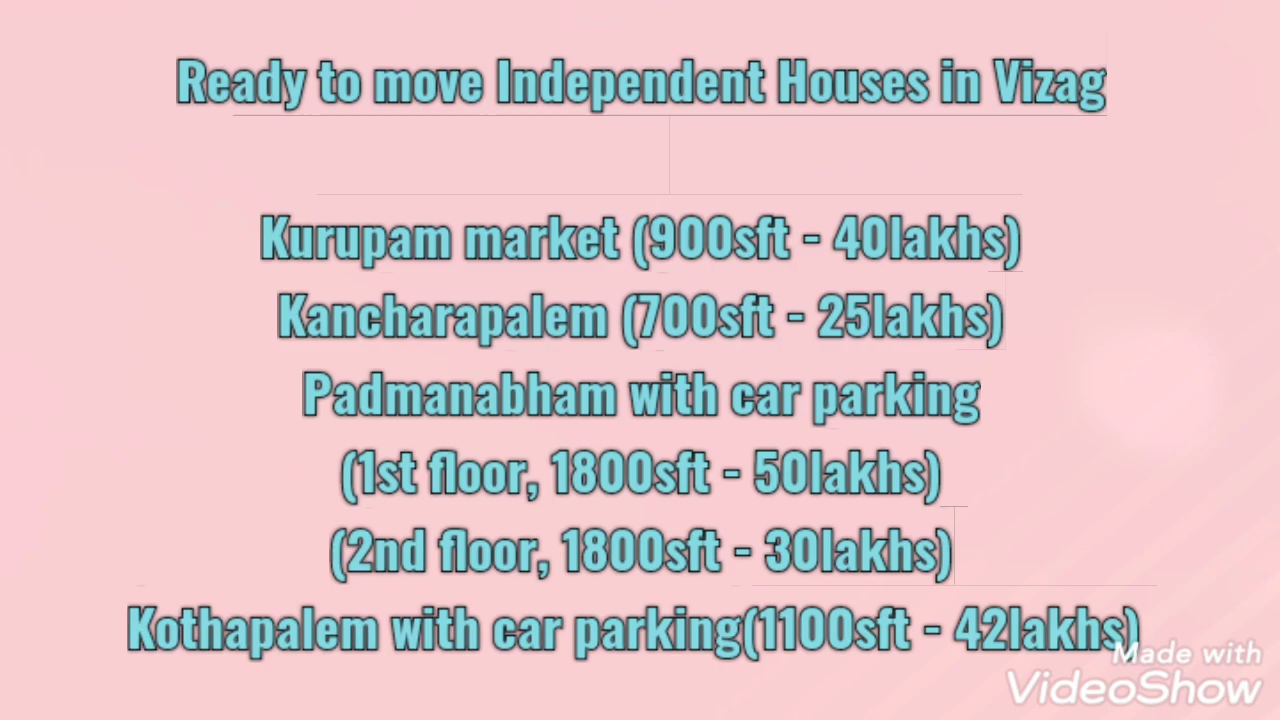 Ready to move Independent Houses in Vizag
Kurupam market (900sft - 40lakhs)
Kancharapalem (700sft - 25lakhs)
Padmanabham with car parking
(1st floor, 1800sft - 50lakhs)
(2nd floor, 1800sft - 30lakhs)
Kothapalem with car parking(1100sft - 42lakhs)
Made with
VideoShow